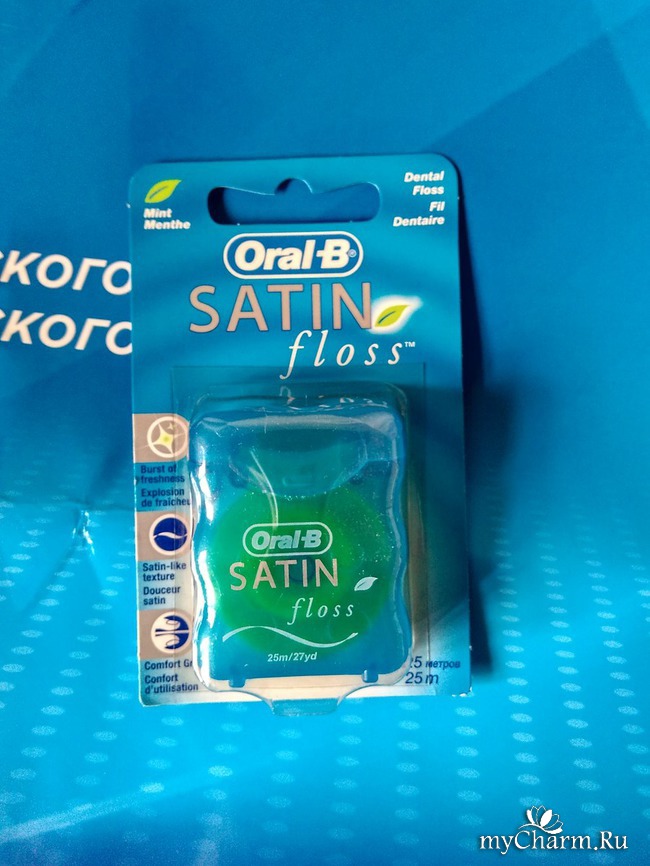 Mint
Menthe
Dental
Floss
Fil
Dentaire
Oral-B®
SATIN
floss™
ского
ского
Burst of
freshness
Explosion
de fraîcheu
Satin-like
texture
Douceur
satin
Comfort Gr
Confort
d'utilisation
Oral-B
SATIN
floss
25m/27yd
25 метров
25m
myCharm.Ru